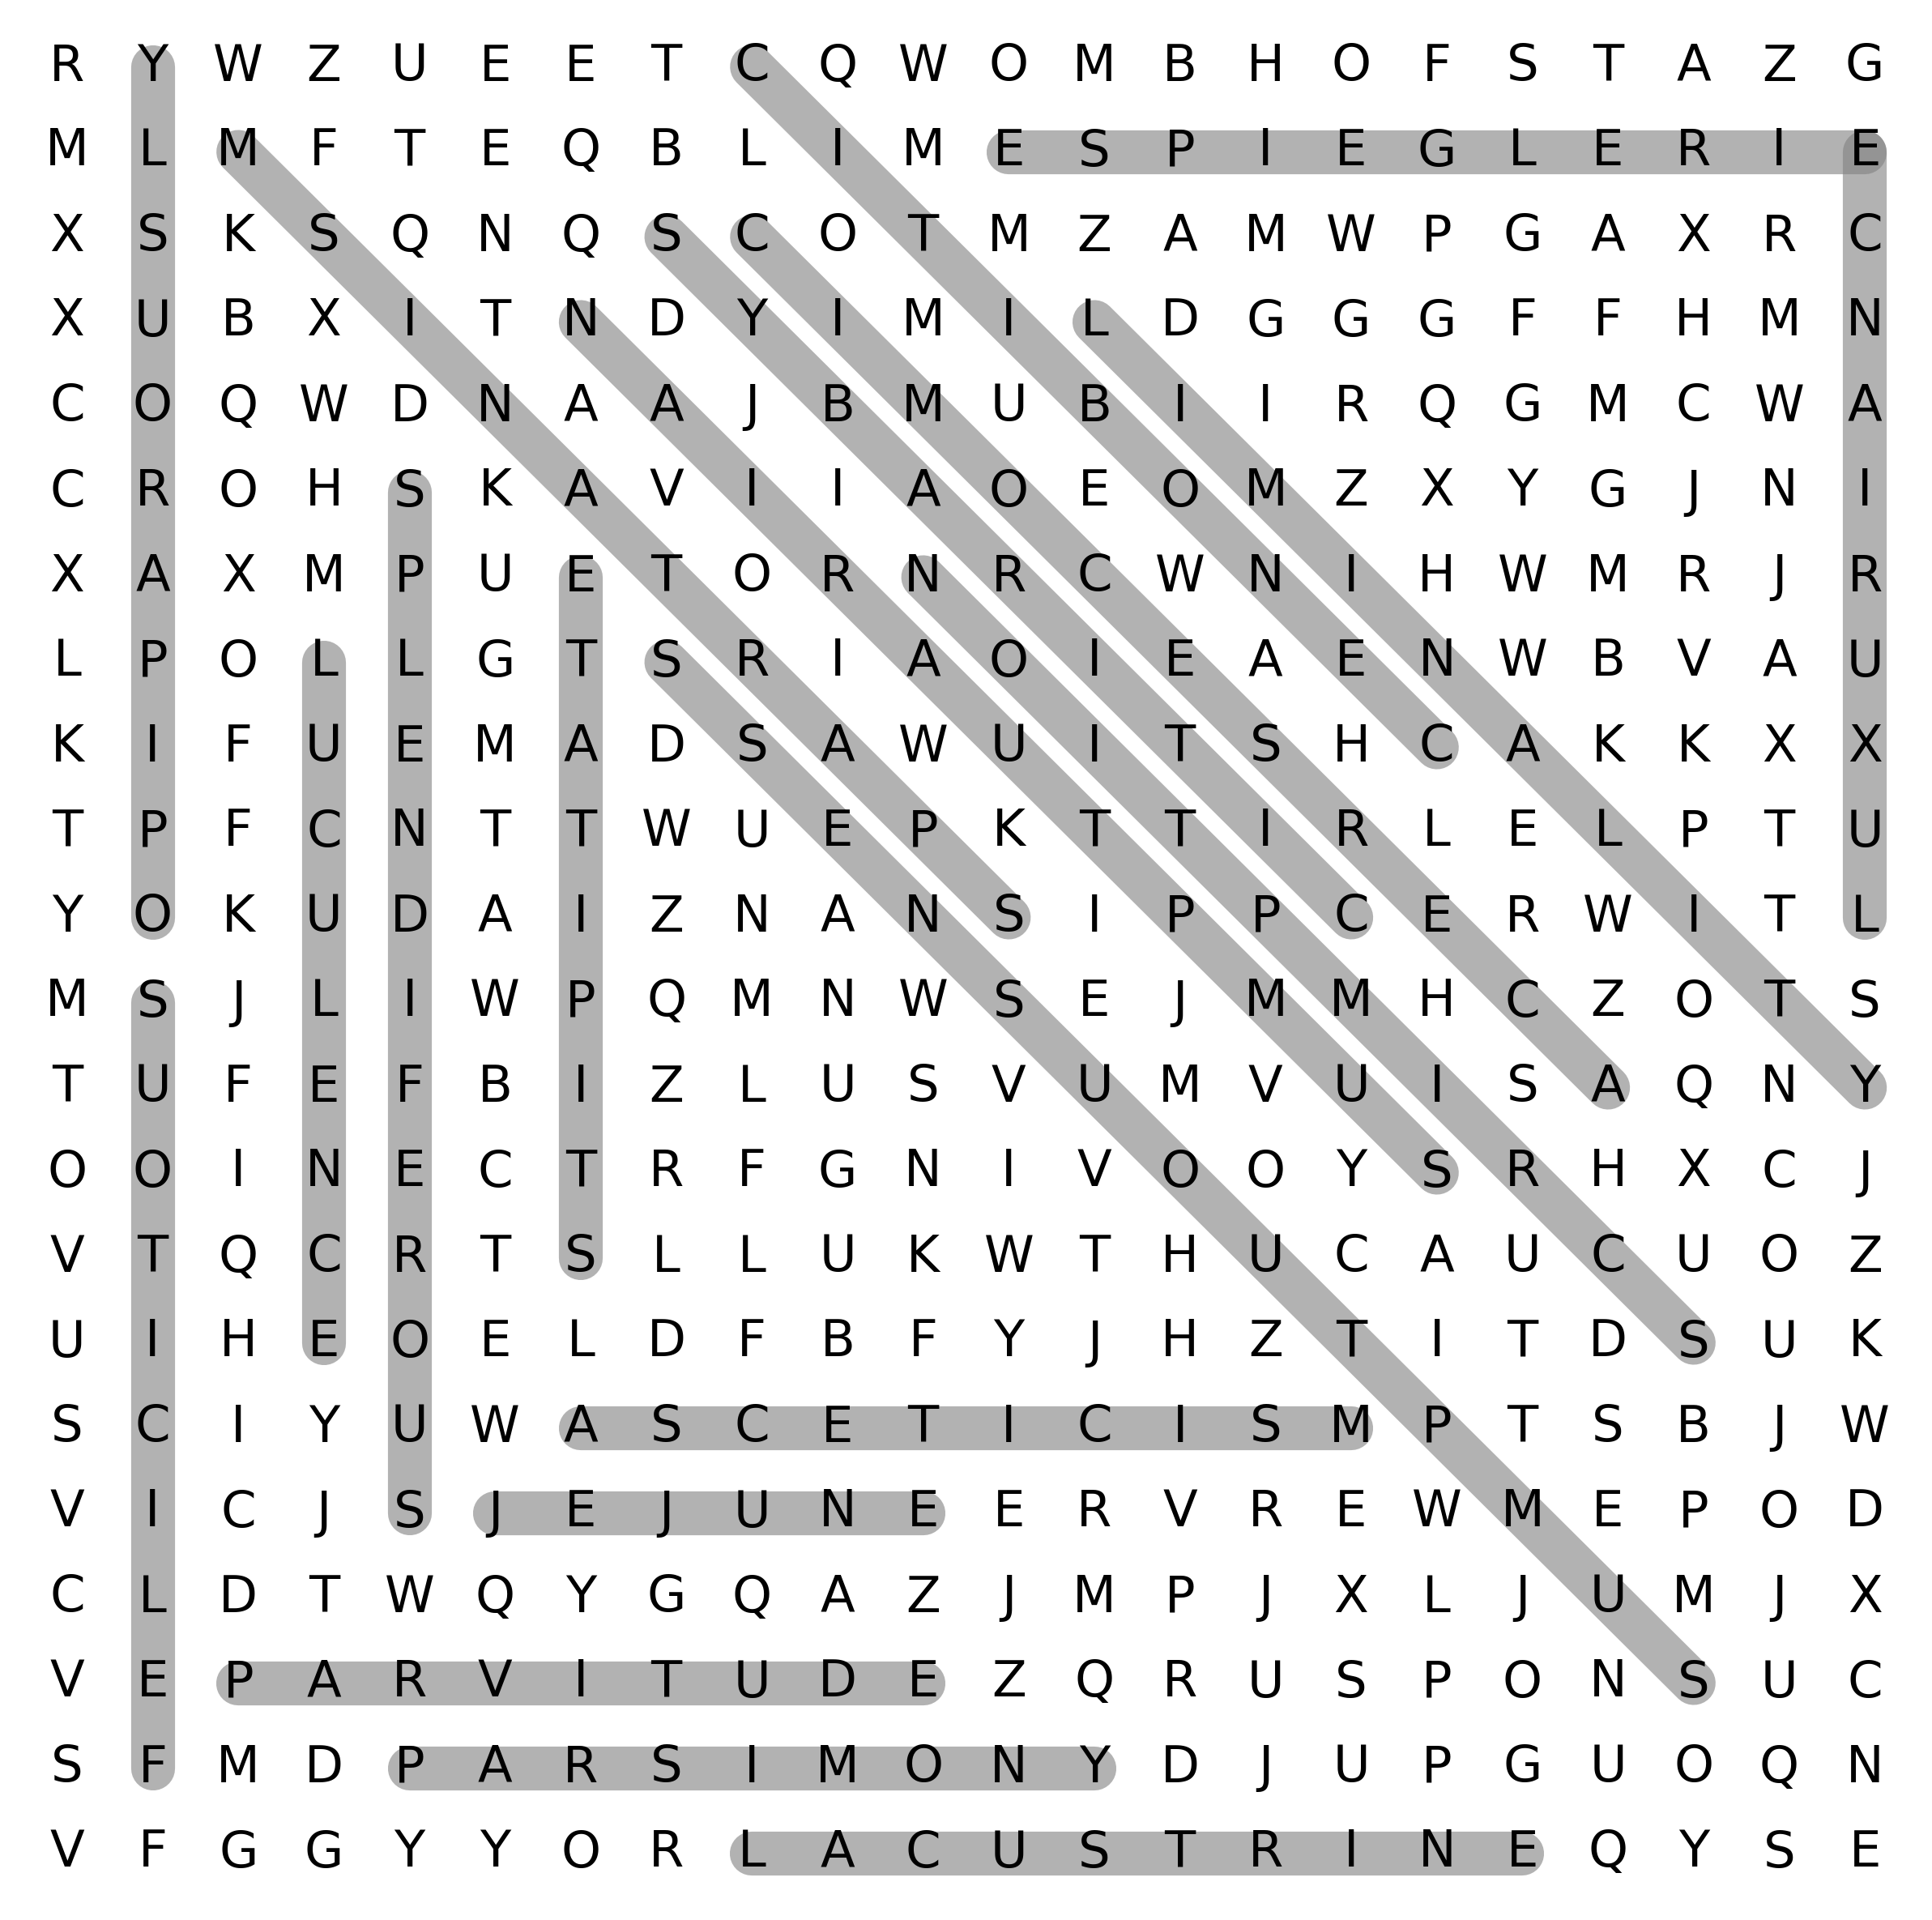 R Y W Z U E E T C Q W O M B H O F S T A Z G
M L M F T E Q B L I M E S P I E G L E R I E
X S K S Q N Q S C O T M Z A M W P G A X R C
X U B X I T N D Y I M I L D G G G F F H M N
C O Q W D N A A J B M U B I I R Q G M C W A
C R O H S K A V I I A O E O M Z X Y G J N I
X A X M P U E T O R N R C W N I H W M R J R
L P O L L G T S R I A O I E A E N W B V A U
K I F U E M A D S A W U I T S H C A K K X X
T P F C N T T W U E P K T T I R L E L P T U
Y O K U D A I Z N A N S I P P C E R W I T L
M S J L I W P Q M N W S E J M M H C Z O T S
T U F E F B I Z L U S V U M V U I S A Q N Y
O O I N E C T R F G N I V O O Y S R H X C J
V T Q C R T S L L U K W T H U C A U C U O Z
U I H E O E L D F B F Y J H Z T I T D S U K
S C I Y U W A S C E T I C I S M P T S B J W
V I C J S J E J U N E E R V R E W M E P O D
C L D T W Q Y G Q A Z J M P J X L J U M J X
V E P A R V I T U D E Z Q R U S P O N S U C
S F M D P A R S I M O N Y D J U P G U O Q N
V F G G Y Y O R L A C U S T R I N E Q Y S E